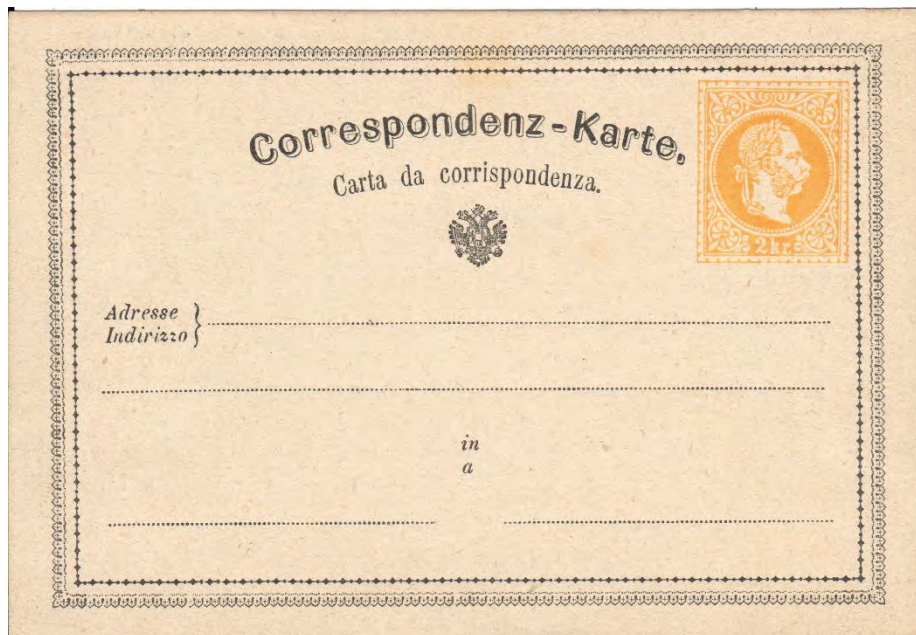 Correspondenz-Karte.
Carta da corrispondenza.
2 kr.
Adresse
Indirizzo
in
a